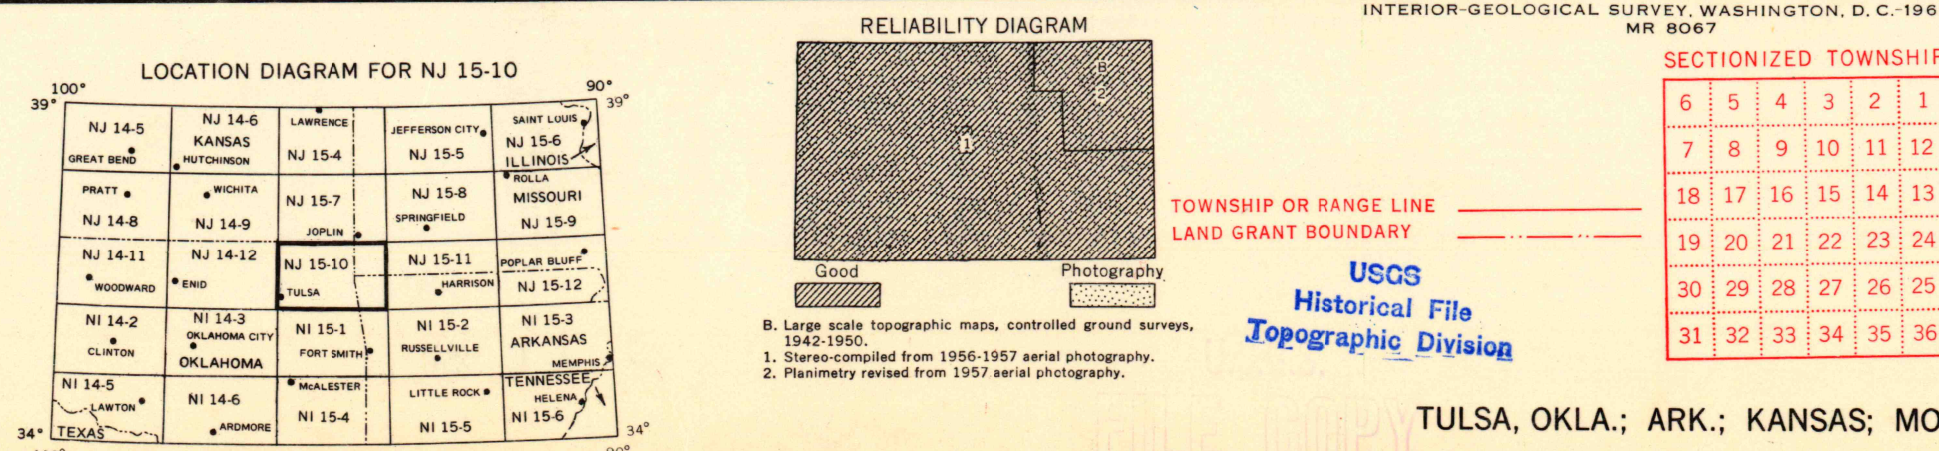 INTERIOR-GEOLOGICAL SURVEY, WASHINGTON, D. C.-196
MR 8067
LOCATION DIAGRAM FOR NJ 15-10
100° 90°
39° 39°
NJ 14-5
GREAT BEND
NJ 14-6
KANSAS
HUTCHINSON
LAWRENCE
NJ 15-4
JEFFERSON CITY
NJ 15-5
SAINT LOUIS
NJ 15-6
ILLINOIS
PRATT
NJ 14-8
WICHITA
NJ 14-9
NJ 15-7
JOPLIN
NJ 15-8
SPRINGFIELD
ROLLA
MISSOURI
NJ 15-9
NJ 14-11
WOODWARD
NJ 14-12
ENID
NJ 15-10
TULSA
NJ 15-11
HARRISON
POPLAR BLUFF
NJ 15-12
NI 14-2
CLINTON
NI 14-3
OKLAHOMA CITY
OKLAHOMA
NI 15-1
FORT SMITH
NI 15-2
RUSSELLVILLE
NI 15-3
ARKANSAS
MEMPHIS
NI 14-5
LAWTON
TEXAS
NI 14-6
ARDMORE
McALESTER
NI 15-4
LITTLE ROCK
NI 15-5
TENNESSEE
HELENA
NI 15-6
34° 34°
RELIABILITY DIAGRAM
B
2
1
Good
Photography
B. Large scale topographic maps, controlled ground surveys,
1942-1950.
1. Stereo-compiled from 1956-1957 aerial photography.
2. Planimetry revised from 1957 aerial photography.
TOWNSHIP OR RANGE LINE
LAND GRANT BOUNDARY
USGS
Historical File
Topographic Division
SECTIONIZED TOWNSHIP
6 5 4 3 2 1
7 8 9 10 11 12
18 17 16 15 14 13
19 20 21 22 23 24
30 29 28 27 26 25
31 32 33 34 35 36
TULSA, OKLA.; ARK.; KANSAS; MO